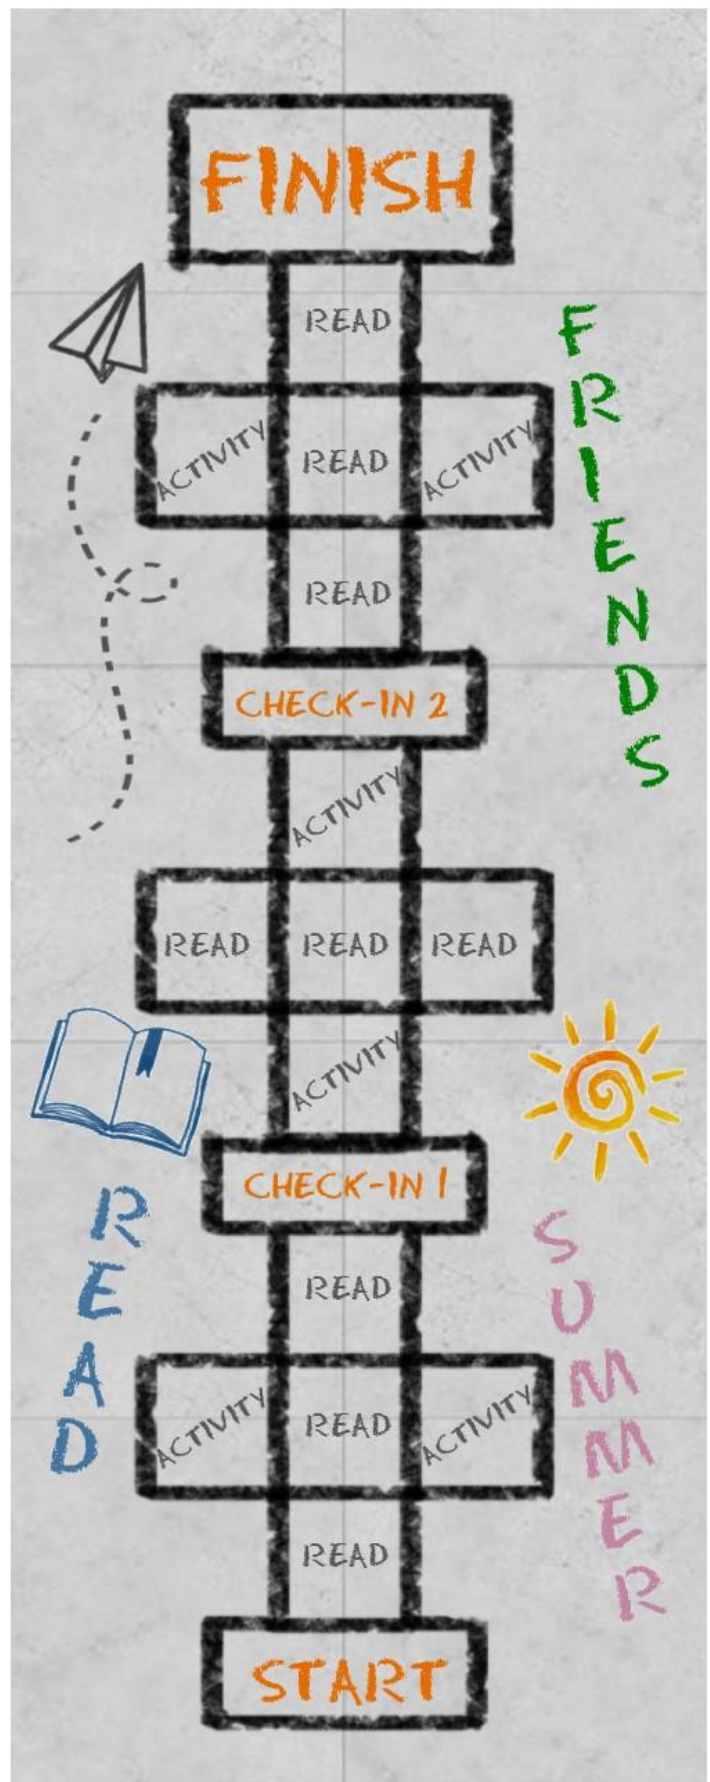 FINISH
READ
ACTIVITY READ ACTIVITY
READ
CHECK-IN 2
ACTIVITY
READ READ READ
ACTIVITY
CHECK-IN 1
READ
ACTIVITY READ ACTIVITY
READ
START
FRIENDS
READ
SUMMER